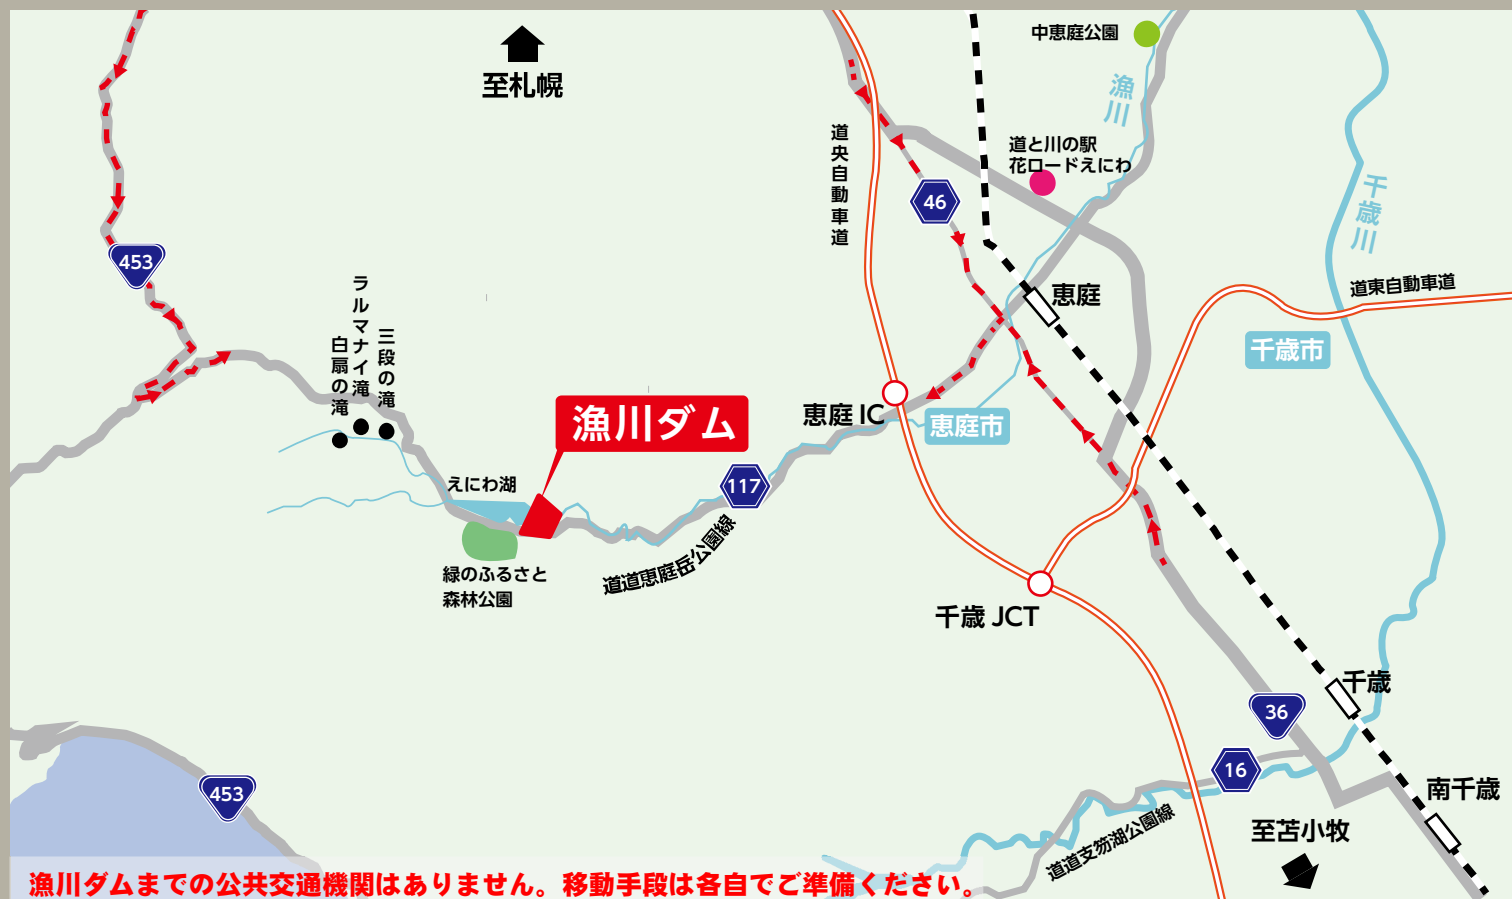 至札幌
中恵庭公園
漁川
道と川の駅
花ロードえにわ
道央自動車道
46
千歳川
453
恵庭
道東自動車道
千歳市
三段の滝
ラルマナイ滝
白扇の滝
漁川ダム
恵庭 IC
恵庭市
えにわ湖
117
道道恵庭岳公園線
緑のふるさと
森林公園
千歳 JCT
千歳
36
16
453
南千歳
至苫小牧
道道支笏湖公園線
漁川ダムまでの公共交通機関はありません。移動手段は各自でご準備ください。